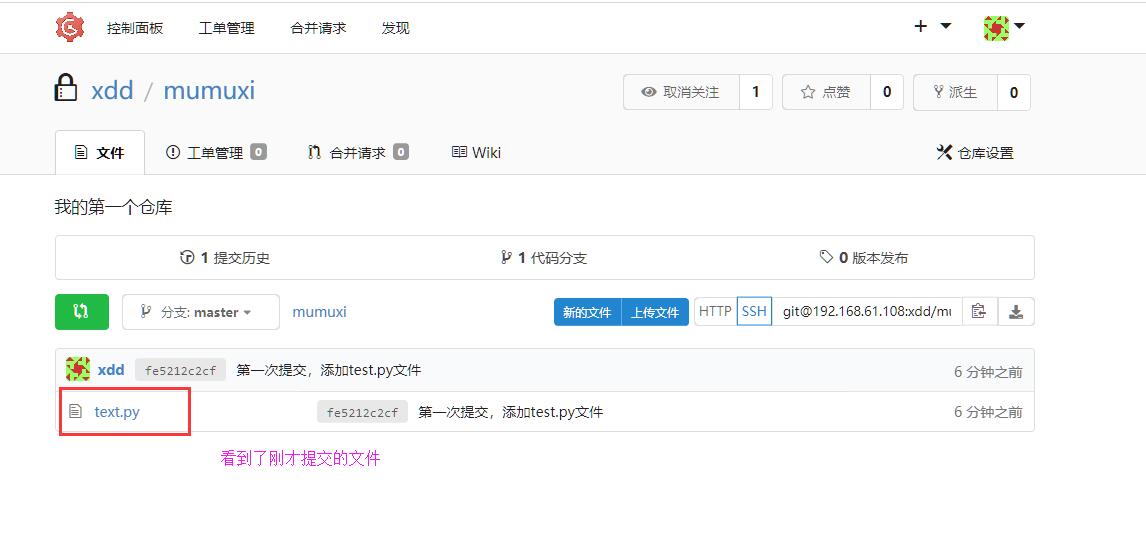 控制面板 工单管理 合并请求 发现
xdd / mumuxi 取消关注 1 点赞 0 派生 0
文件 工单管理 0 合并请求 0 Wiki 仓库设置
我的第一个仓库
1 提交历史 1 代码分支 0 版本发布
分支: master mumuxi 新的文件 上传文件 HTTP SSH git@192.168.61.108:xdd/mu
xdd fe5212c2cf 第一次提交，添加test.py文件 6 分钟之前
text.py fe5212c2cf 第一次提交，添加test.py文件 6 分钟之前
看到了刚才提交的文件